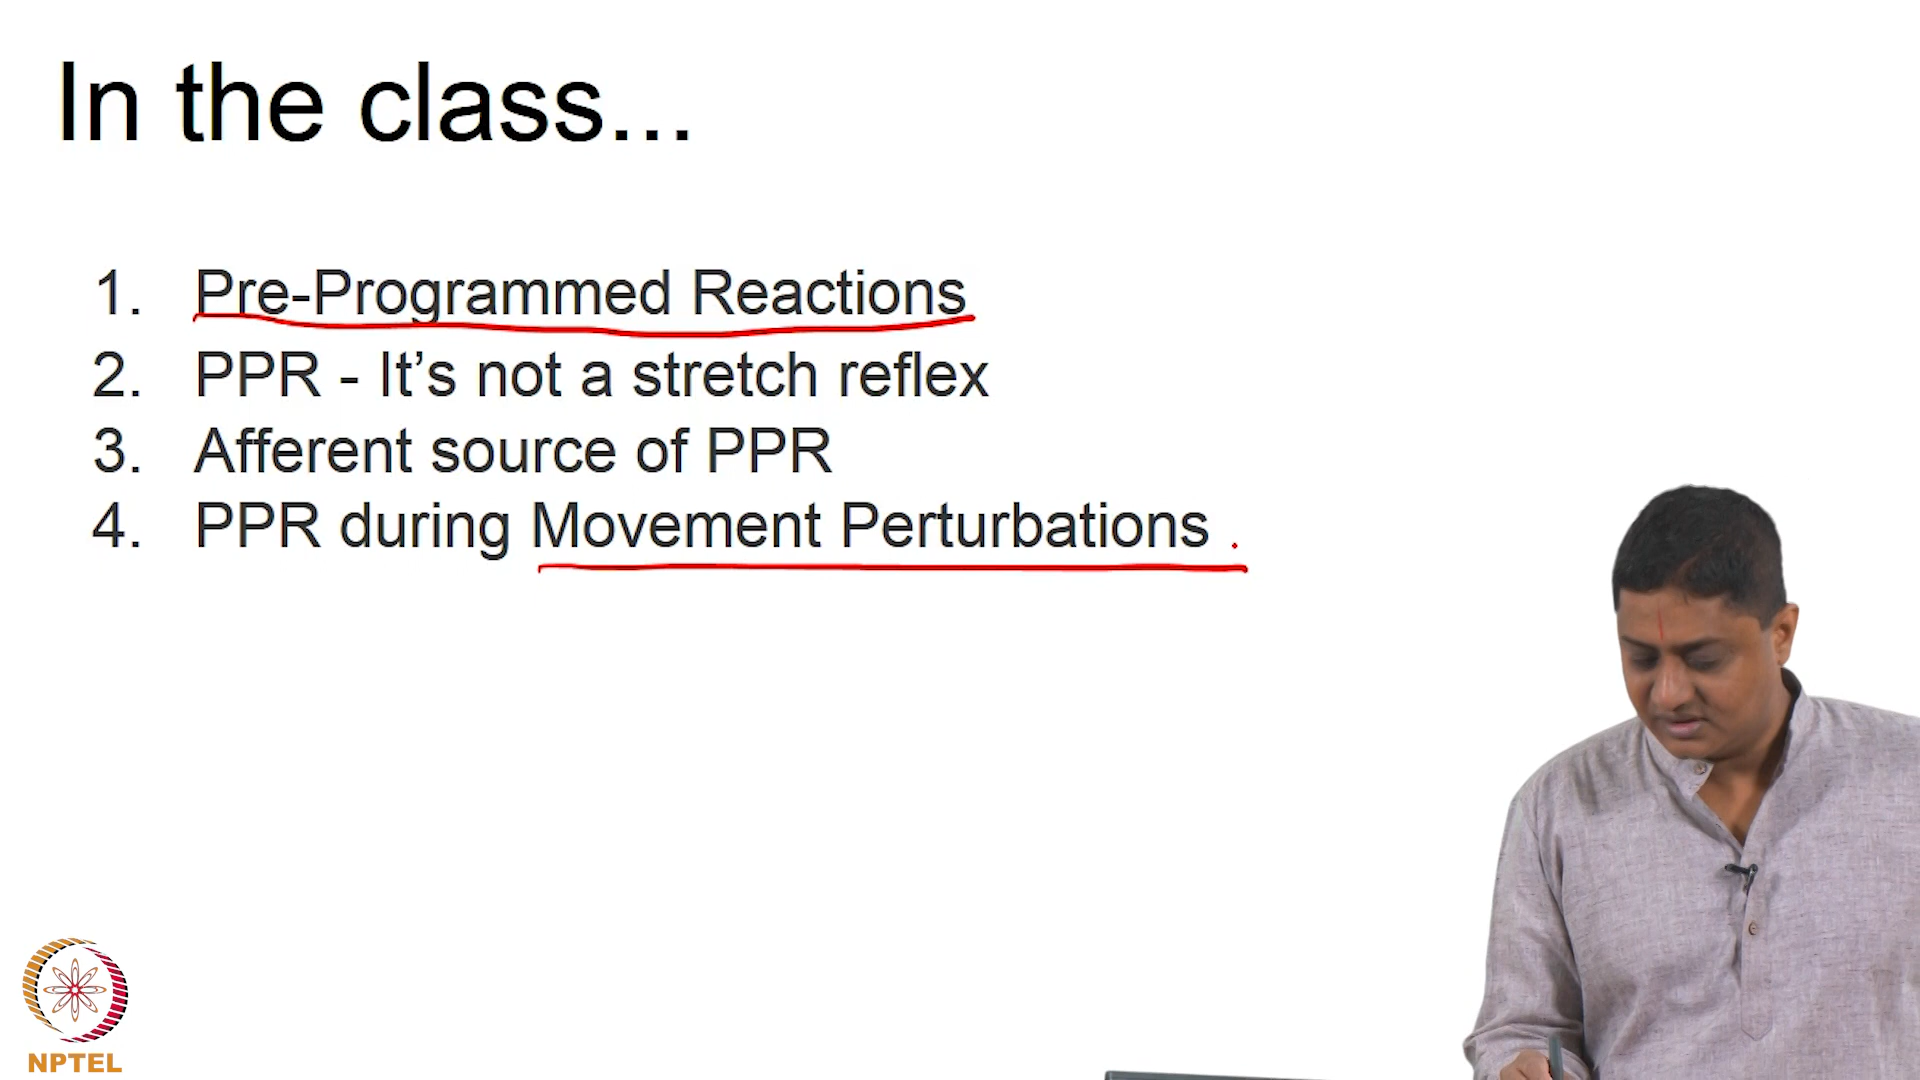 In the class...
1. Pre-Programmed Reactions
2. PPR - It’s not a stretch reflex
3. Afferent source of PPR
4. PPR during Movement Perturbations
NPTEL